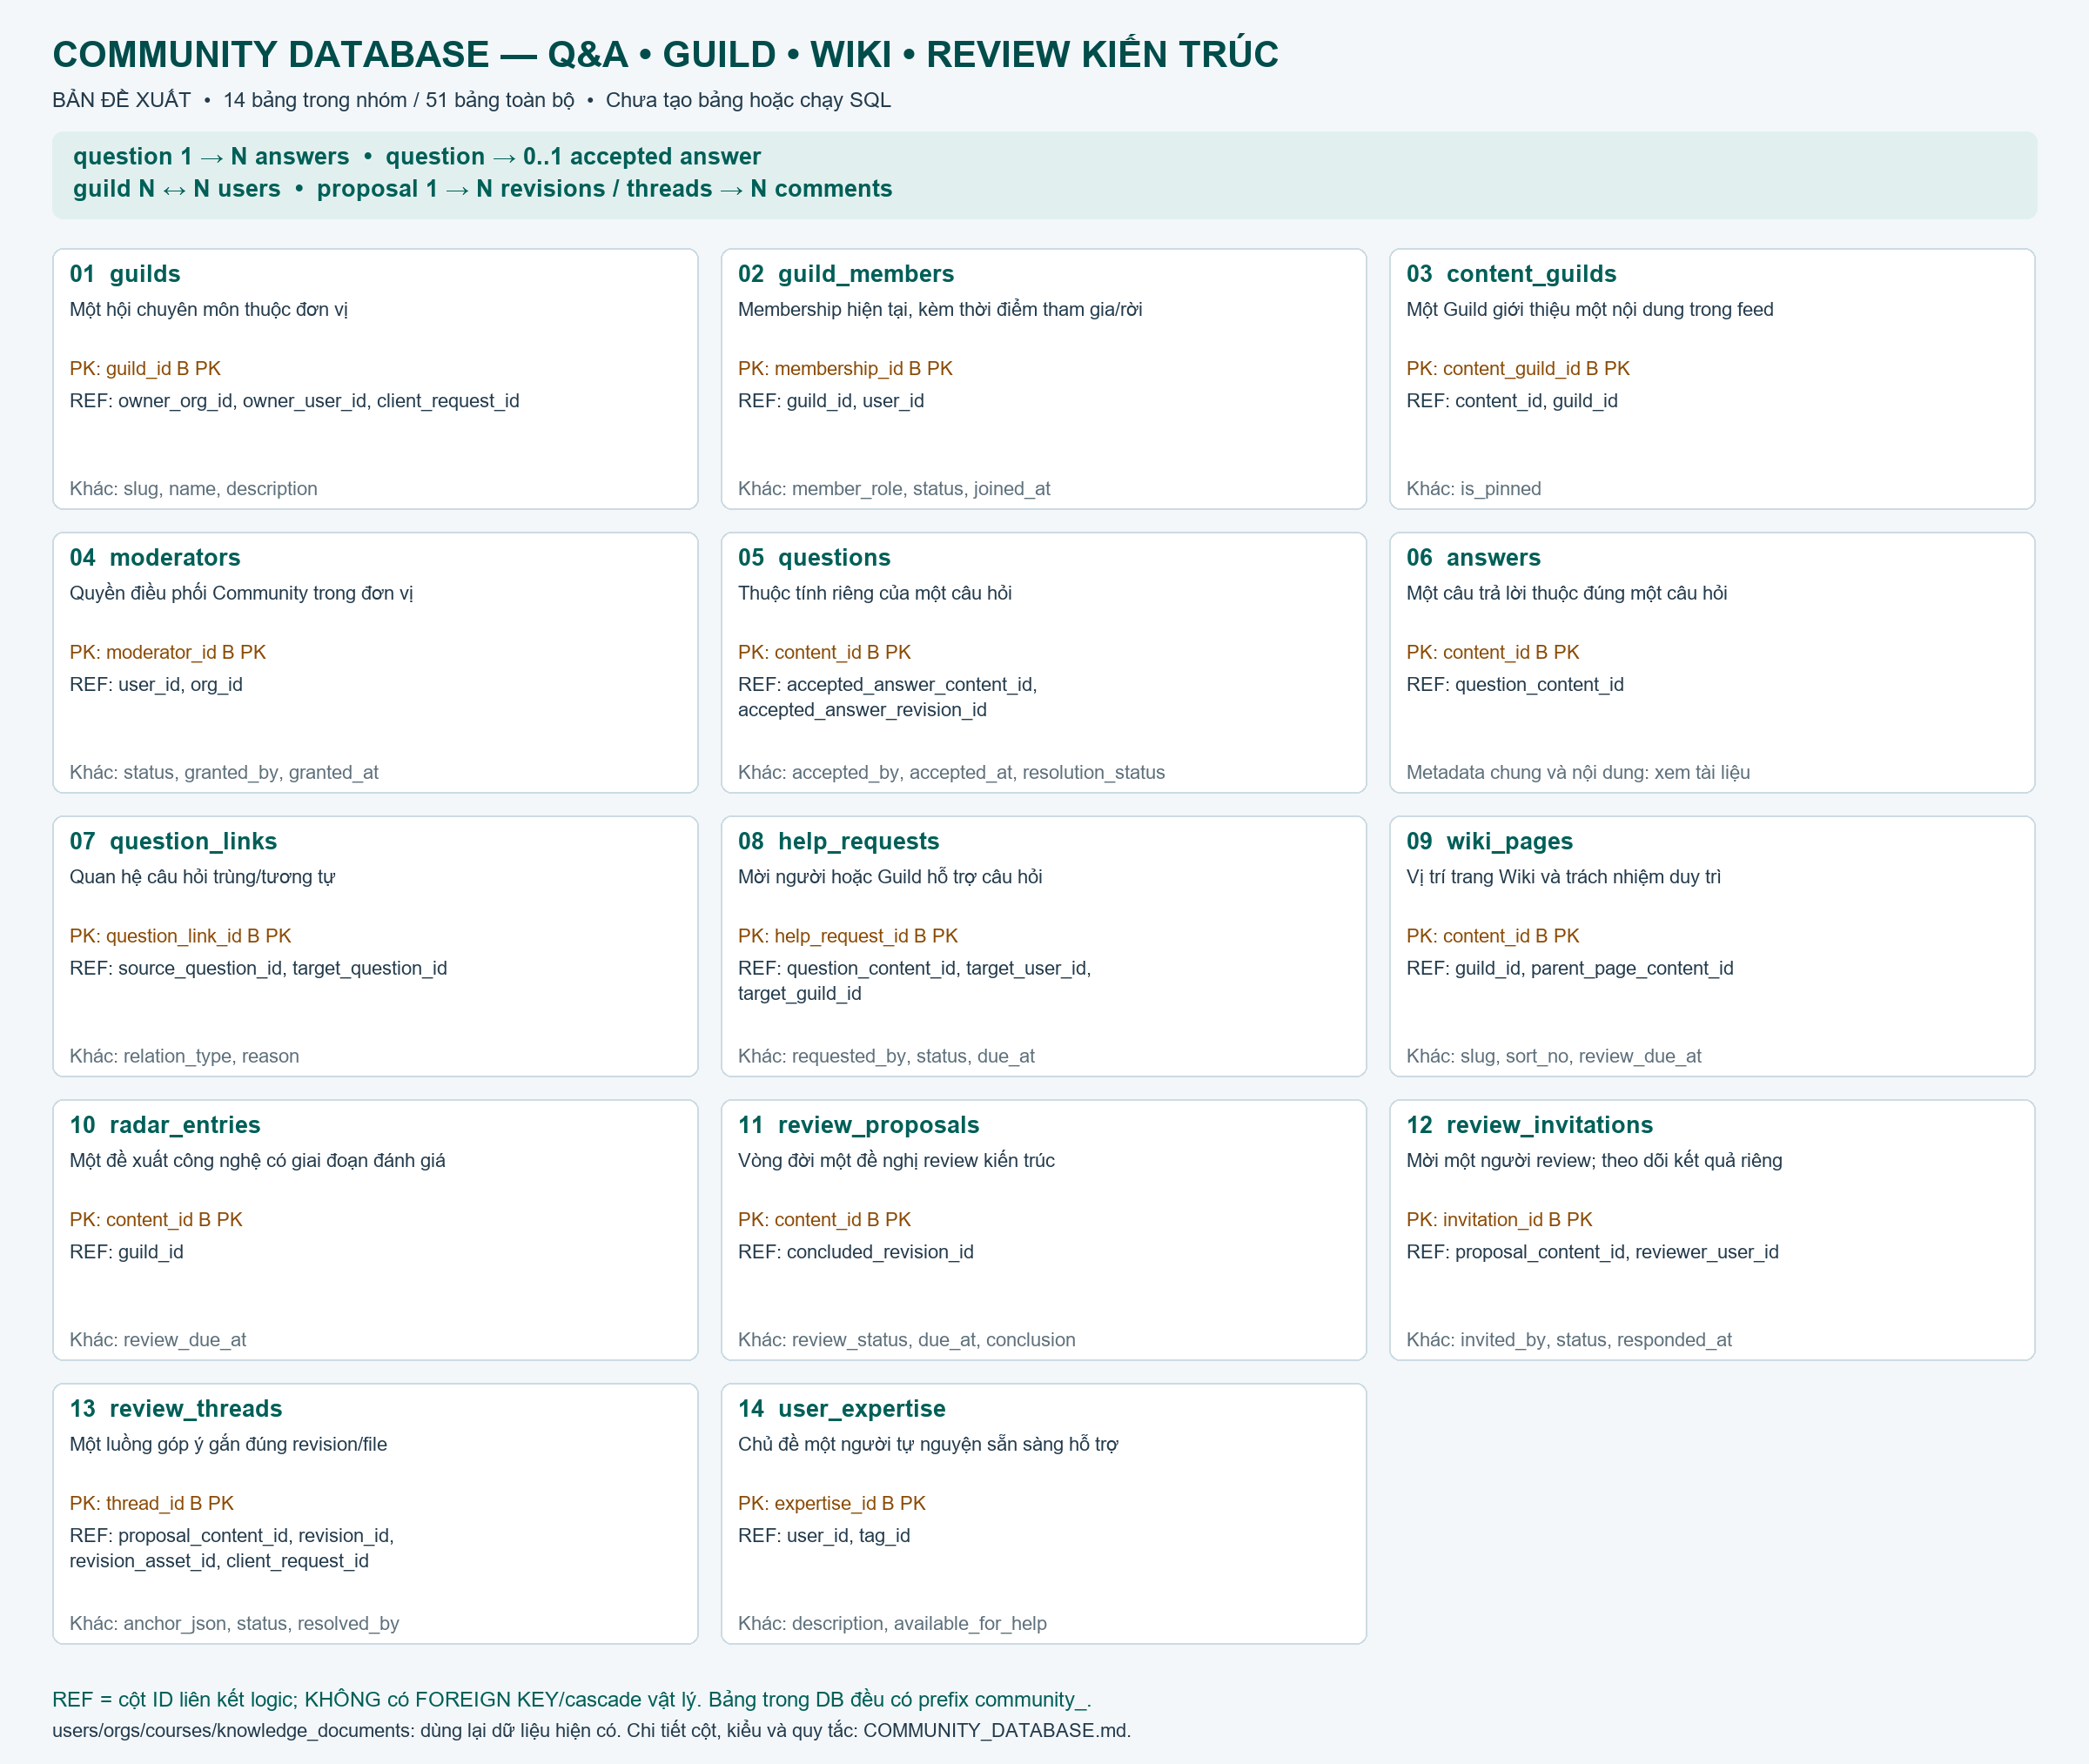 COMMUNITY DATABASE — Q&A • GUILD • WIKI • REVIEW KIẾN TRÚC
BẢN ĐỀ XUẤT • 14 bảng trong nhóm / 51 bảng toàn bộ • Chưa tạo bảng hoặc chạy SQL
question 1 → N answers • question → 0..1 accepted answer
guild N ↔ N users • proposal 1 → N revisions / threads → N comments
01 guilds
Một hội chuyên môn thuộc đơn vị
PK: guild_id B PK
REF: owner_org_id, owner_user_id, client_request_id
Khác: slug, name, description
02 guild_members
Membership hiện tại, kèm thời điểm tham gia/rời
PK: membership_id B PK
REF: guild_id, user_id
Khác: member_role, status, joined_at
03 content_guilds
Một Guild giới thiệu một nội dung trong feed
PK: content_guild_id B PK
REF: content_id, guild_id
Khác: is_pinned
04 moderators
Quyền điều phối Community trong đơn vị
PK: moderator_id B PK
REF: user_id, org_id
Khác: status, granted_by, granted_at
05 questions
Thuộc tính riêng của một câu hỏi
PK: content_id B PK
REF: accepted_answer_content_id,
accepted_answer_revision_id
Khác: accepted_by, accepted_at, resolution_status
06 answers
Một câu trả lời thuộc đúng một câu hỏi
PK: content_id B PK
REF: question_content_id
Metadata chung và nội dung: xem tài liệu
07 question_links
Quan hệ câu hỏi trùng/tương tự
PK: question_link_id B PK
REF: source_question_id, target_question_id
Khác: relation_type, reason
08 help_requests
Mời người hoặc Guild hỗ trợ câu hỏi
PK: help_request_id B PK
REF: question_content_id, target_user_id,
target_guild_id
Khác: requested_by, status, due_at
09 wiki_pages
Vị trí trang Wiki và trách nhiệm duy trì
PK: content_id B PK
REF: guild_id, parent_page_content_id
Khác: slug, sort_no, review_due_at
10 radar_entries
Một đề xuất công nghệ có giai đoạn đánh giá
PK: content_id B PK
REF: guild_id
Khác: review_due_at
11 review_proposals
Vòng đời một đề nghị review kiến trúc
PK: content_id B PK
REF: concluded_revision_id
Khác: review_status, due_at, conclusion
12 review_invitations
Mời một người review; theo dõi kết quả riêng
PK: invitation_id B PK
REF: proposal_content_id, reviewer_user_id
Khác: invited_by, status, responded_at
13 review_threads
Một luồng góp ý gắn đúng revision/file
PK: thread_id B PK
REF: proposal_content_id, revision_id,
revision_asset_id, client_request_id
Khác: anchor_json, status, resolved_by
14 user_expertise
Chủ đề một người tự nguyện sẵn sàng hỗ trợ
PK: expertise_id B PK
REF: user_id, tag_id
Khác: description, available_for_help
REF = cột ID liên kết logic; KHÔNG có FOREIGN KEY/cascade vật lý. Bảng trong DB đều có prefix community_.
users/orgs/courses/knowledge_documents: dùng lại dữ liệu hiện có. Chi tiết cột, kiểu và quy tắc: COMMUNITY_DATABASE.md.